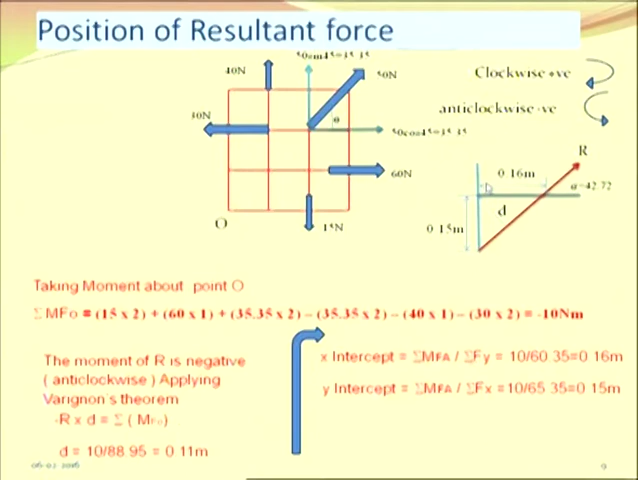 Position of Resultant force
40N
50N
Clockwise +ve
anticlockwise -ve
30N
θ
60N
O
15N
R
0.16m
α=42.72
d
0.15m
Taking Moment about point O
ΣMFo = (15 x 2) + (60 x 1) + (35.35 x 2) – (35.35 x 2) – (40 x 1) – (30 x 2) = -10Nm
The moment of R is negative
( anticlockwise ) Applying
Varignon's theorem
-R x d = Σ ( MFo)
d = 10/88 95 = 0 11m
x Intercept = ΣMFA / ΣFy = 10/60 35=0 16m
y Intercept = ΣMFA / ΣFx = 10/65 35=0 15m
9